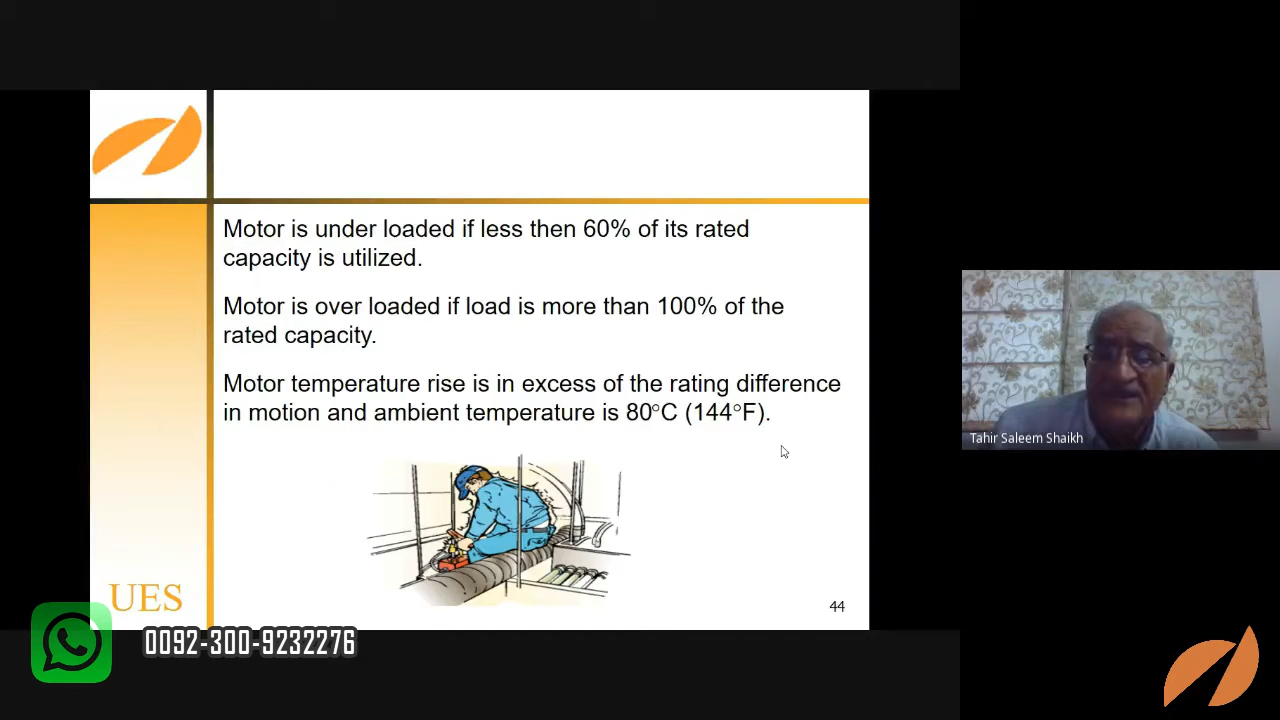 Motor is under loaded if less then 60% of its rated
capacity is utilized.
Motor is over loaded if load is more than 100% of the
rated capacity.
Motor temperature rise is in excess of the rating difference
in motion and ambient temperature is 80°C (144°F).
44
UES
0092-300-9232276
Tahir Saleem Shaikh